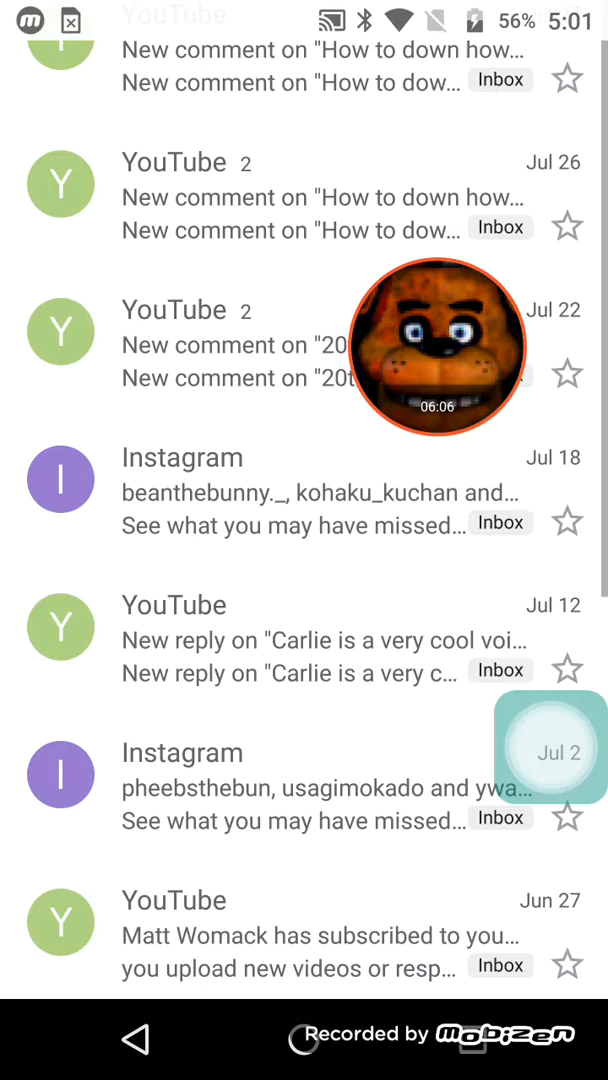 56% 5:01
YouTube
New comment on "How to down how...
New comment on "How to dow... Inbox
Y YouTube 2 Jul 26
New comment on "How to down how...
New comment on "How to dow... Inbox
Y YouTube 2 Jul 22
New comment on "20
New comment on "20t
06:06
I Instagram Jul 18
beanthebunny._, kohaku_kuchan and...
See what you may have missed... Inbox
Y YouTube Jul 12
New reply on "Carlie is a very cool voi...
New reply on "Carlie is a very c... Inbox
I Instagram Jul 2
pheebsthebun, usagimokado and ywa...
See what you may have missed... Inbox
Y YouTube Jun 27
Matt Womack has subscribed to you...
you upload new videos or resp... Inbox
Recorded by mobizen